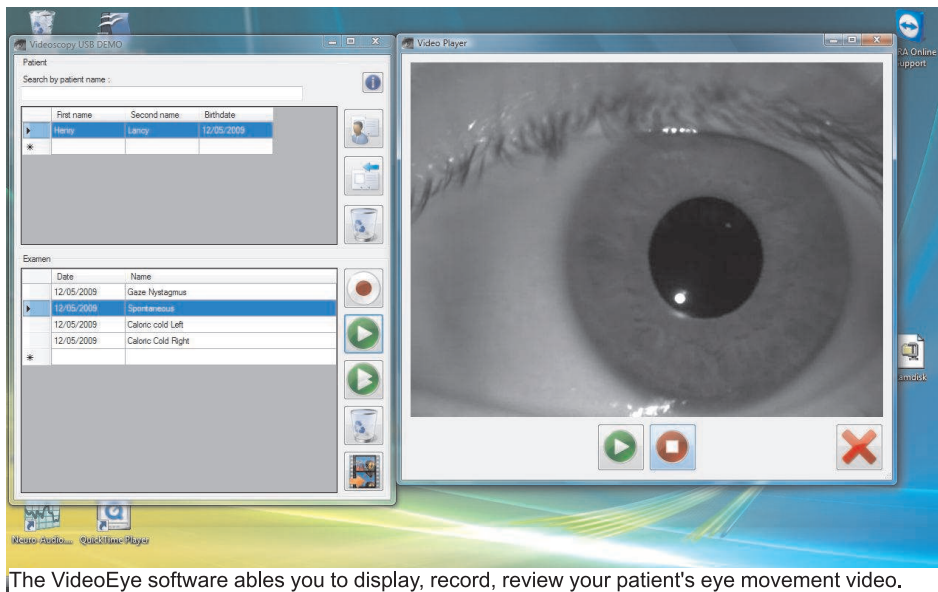 Videoscopy USB DEMO
Patient
Search by patient name :
First name Second name Birthdate
Henry Lancy 12/05/2009
Examen
Date Name
12/05/2009 Gaze Nystagmus
12/05/2009 Spontaneous
12/05/2009 Caloric cold Left
12/05/2009 Caloric Cold Right
Video Player
RA Online
Support
amdisk
Neuro Audio.... QuickTime Player
The VideoEye software ables you to display, record, review your patient's eye movement video.